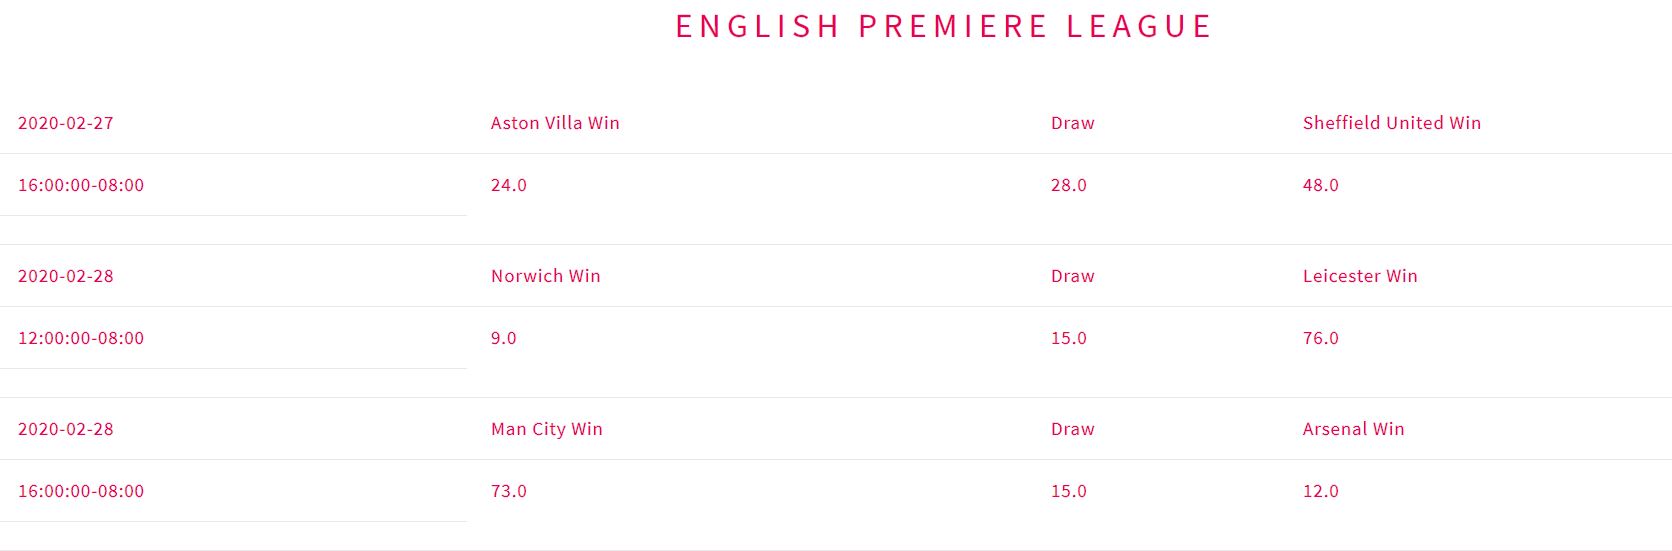 ENGLISH PREMIERE LEAGUE
2020-02-27 Aston Villa Win Draw Sheffield United Win
16:00:00-08:00 24.0 28.0 48.0
2020-02-28 Norwich Win Draw Leicester Win
12:00:00-08:00 9.0 15.0 76.0
2020-02-28 Man City Win Draw Arsenal Win
16:00:00-08:00 73.0 15.0 12.0